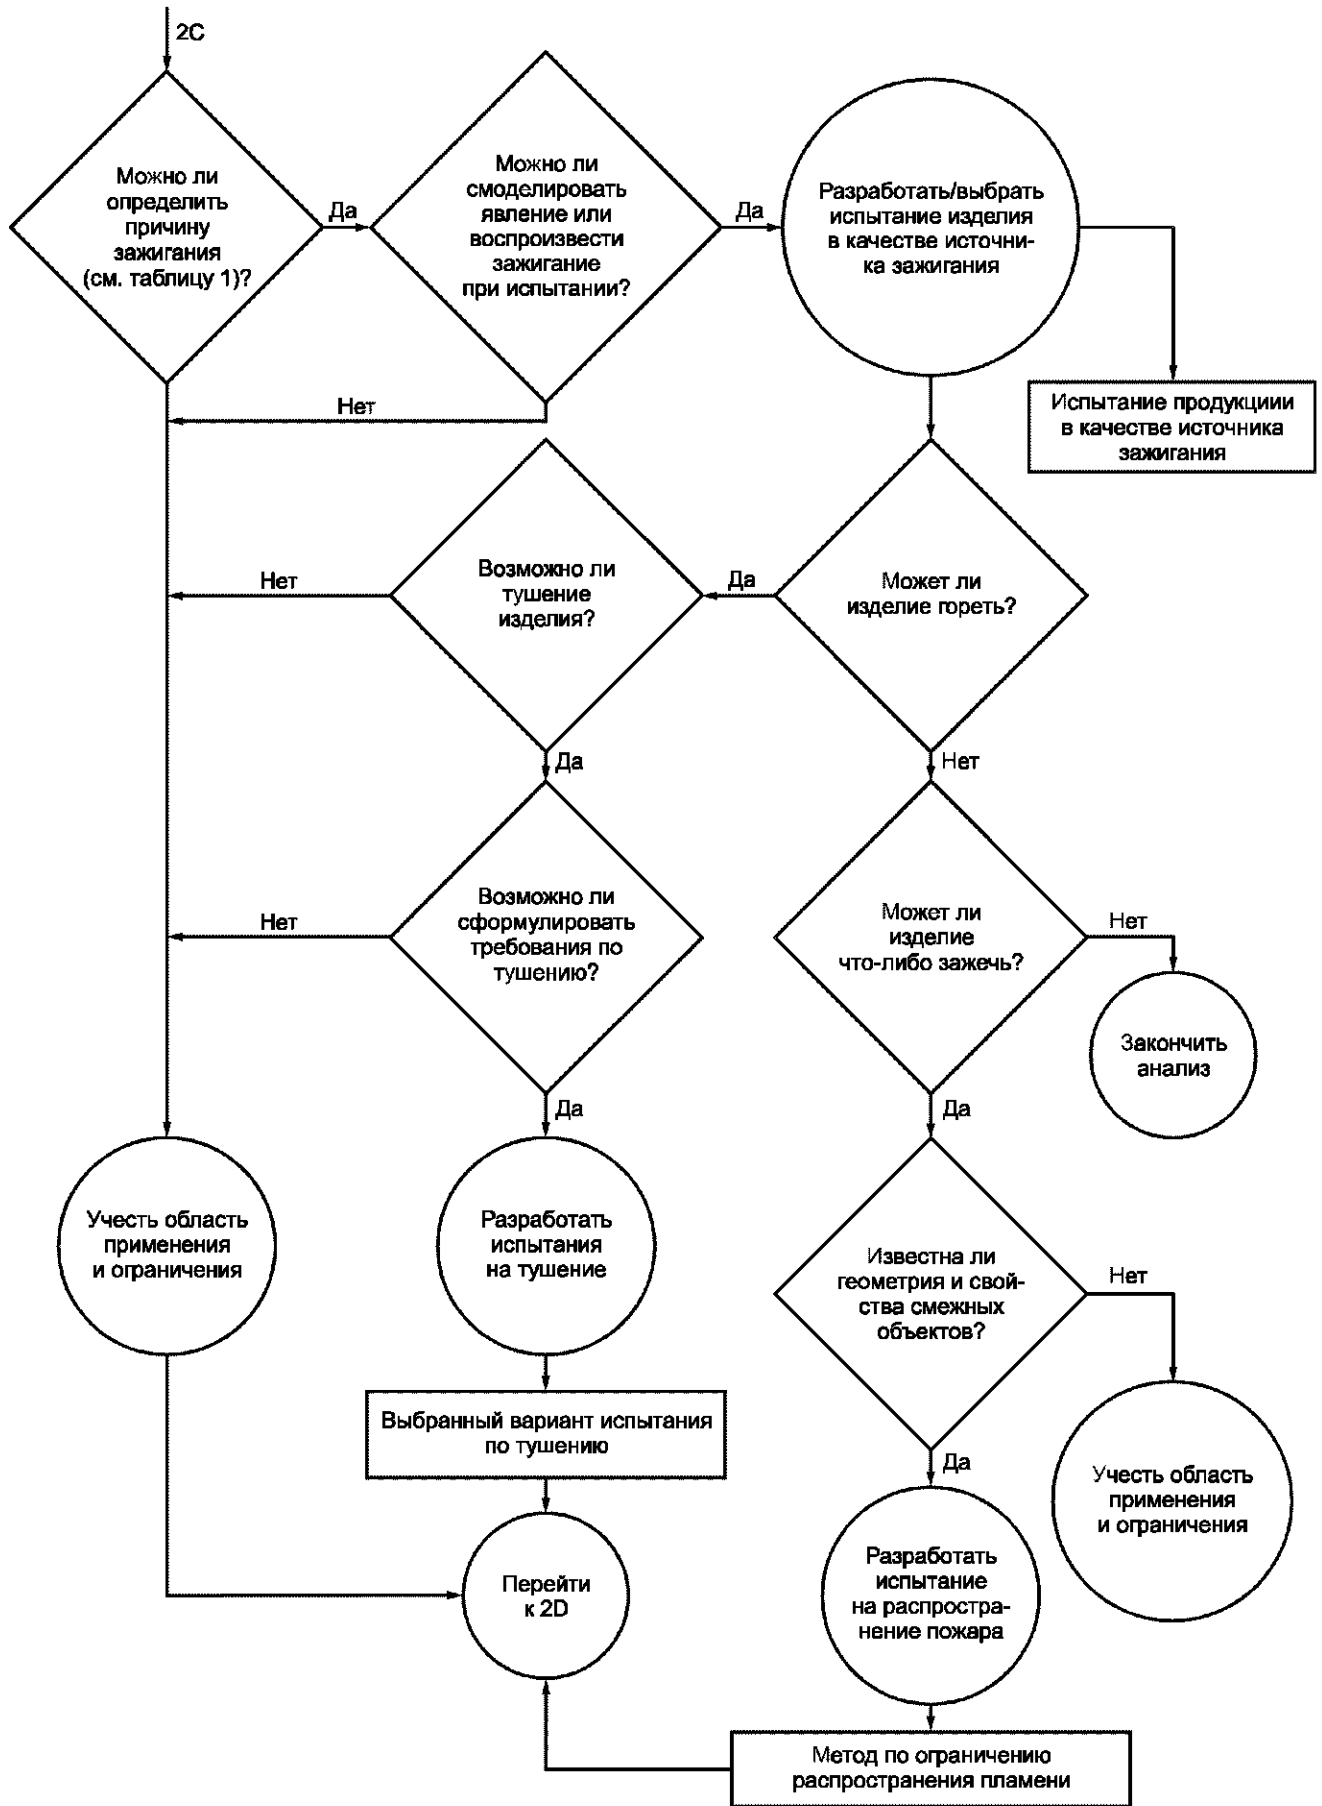 2C
Можно ли
определить
причину
зажигания
(см. таблицу 1)?
Да
Можно ли
смоделировать
явление или
воспроизвести
зажигание
при испытании?
Да
Разработать/выбрать
испытание изделия
в качестве источни-
ка зажигания
Нет
Испытание продукциии
в качестве источника
зажигания
Нет
Возможно ли
тушение
изделия?
Да
Может ли
изделие гореть?
Да
Нет
Нет
Возможно ли
сформулировать
требования по
тушению?
Может ли
изделие
что-либо зажечь?
Нет
Закончить
анализ
Да
Да
Учесть область
применения
и ограничения
Разработать
испытания
на тушение
Известна ли
геометрия и свой-
ства смежных
объектов?
Нет
Выбранный вариант испытания
по тушению
Да
Учесть область
применения
и ограничения
Перейти
к 2D
Разработать
испытание
на распростра-
нение пожара
Метод по ограничению
распространения пламени